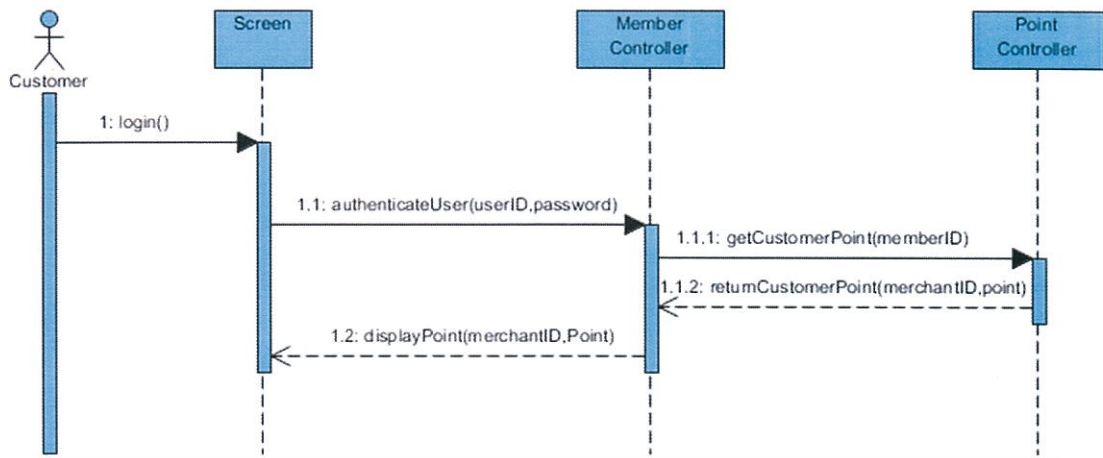 Screen
Member
Controller
Point
Controller
Customer
1: login()
1.1: authenticateUser(userID,password)
1.1.1: getCustomerPoint(memberID)
1.1.2: returnCustomerPoint(merchantID,point)
1.2: displayPoint(merchantID,Point)